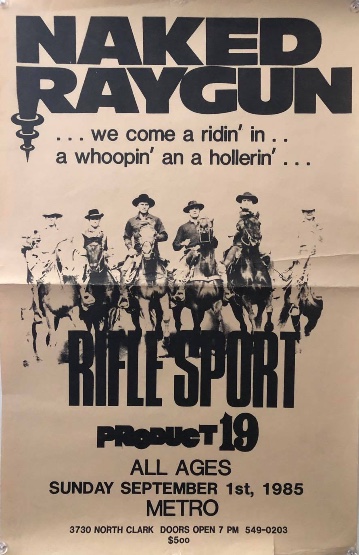 NAKED
RAYGUN
. . . we come a ridin' in . .
a whoopin' an a hollerin' . . .
RIFLE SPORT
PRODUCT 19
ALL AGES
SUNDAY SEPTEMBER 1st, 1985
METRO
3730 NORTH CLARK DOORS OPEN 7 PM 549-0203
$5oo